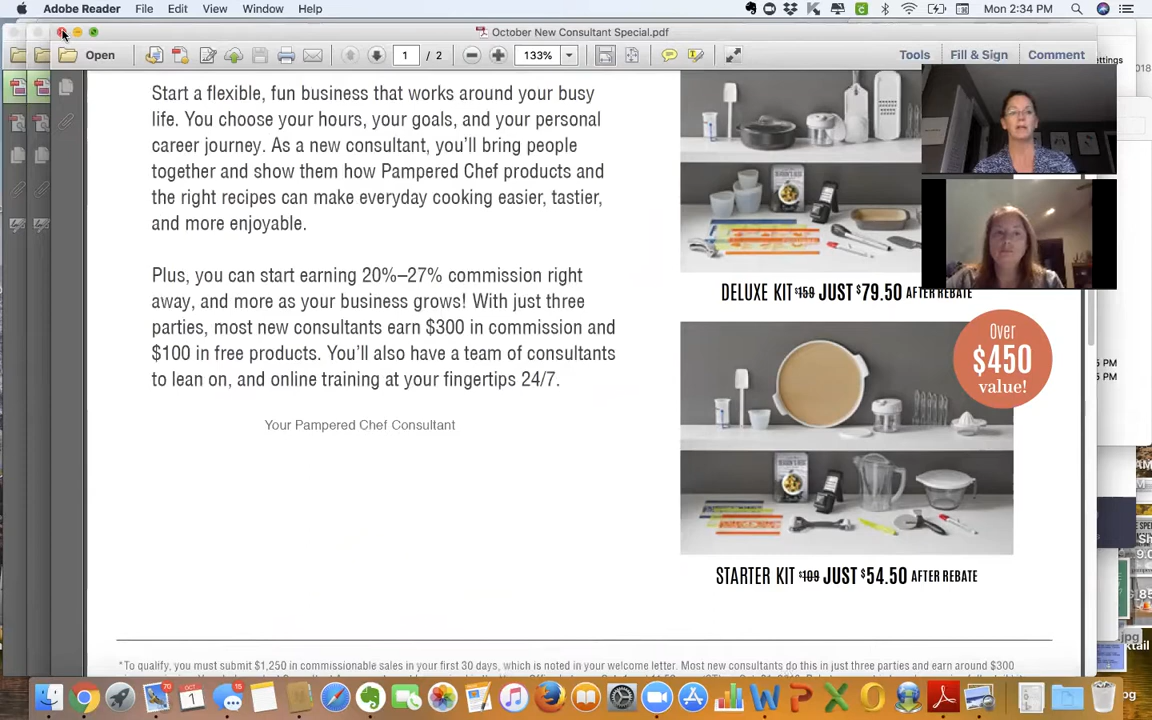 Adobe Reader File Edit View Window Help
Mon 2:34 PM
October New Consultant Special.pdf
Open
1 / 2
133%
Tools Fill & Sign Comment
ettings
018
Start a flexible, fun business that works around your busy
life. You choose your hours, your goals, and your personal
career journey. As a new consultant, you'll bring people
together and show them how Pampered Chef products and
the right recipes can make everyday cooking easier, tastier,
and more enjoyable.
Plus, you can start earning 20%–27% commission right
away, and more as your business grows! With just three
parties, most new consultants earn $300 in commission and
$100 in free products. You'll also have a team of consultants
to lean on, and online training at your fingertips 24/7.
Your Pampered Chef Consultant
DELUXE KIT $159 JUST $79.50 AFTER REBATE
Over
$450
value!
STARTER KIT $109 JUST $54.50 AFTER REBATE
5 PM
5 PM
*To qualify, you must submit $1,250 in commissionable sales in your first 30 days, which is noted in your welcome letter. Most new consultants do this in just three parties and earn around $300